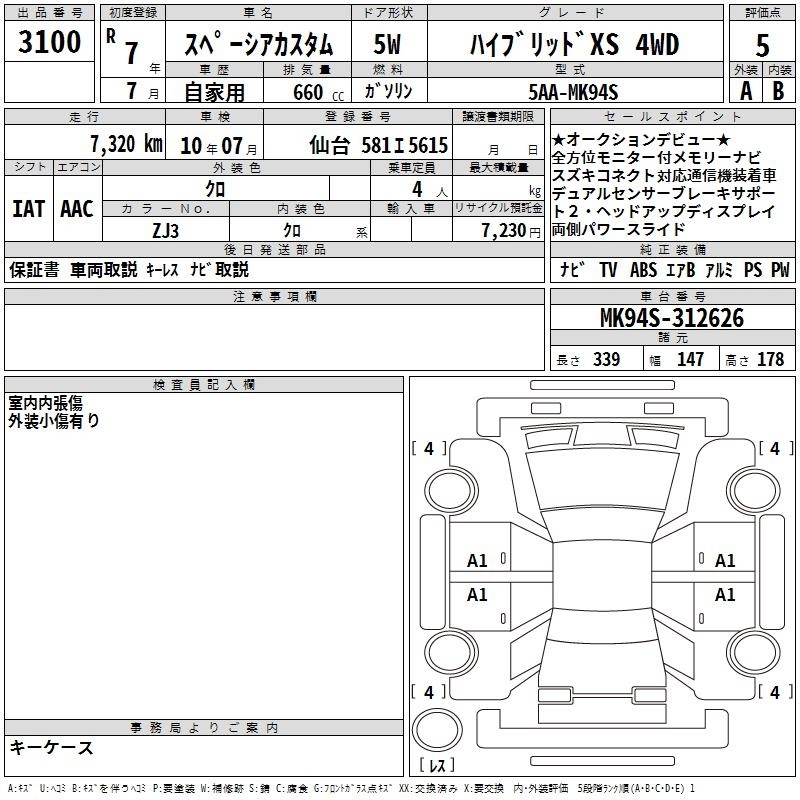 出品番号 初度登録 車名 ドア形状 グレード 評価点
3100 R 7年 ｽﾍﾟｰｼｱカスタム 5W ﾊｲﾌﾞﾘｯﾄﾞXS 4WD 5
車歴 排気量 燃料 型式 外装 内装
7月 自家用 660 CC ｶﾞｿﾘﾝ 5AA-MK94S A B
走行 車検 登録番号 譲渡書類期限 セールスポイント
7,320 km 10年07月 仙台 581エ5615 月 日
★オークションデビュー★
全方位モニター付メモリーナビ
スズキコネクト対応通信機装着車
デュアルセンサーブレーキサポー
ト2・ヘッドアップディスプレイ
両側パワースライド
シフト エアコン 外装色 乗車定員 最大積載量
IAT AAC ｸﾛ 4人 kg
カラーNo. 内装色 輸入車 リサイクル預託金
ZJ3 ｸﾛ 系 7,230円
後日発送部品 純正装備
保証書 車両取説 ｷｰﾚｽ ﾅﾋﾞ取説 ﾅﾋﾞ TV ABS ｴｱB ｱﾙﾐ PS PW
注意事項欄 車台番号
MK94S-312626
諸元
長さ 339 幅 147 高さ 178
検査員記入欄
室内内張傷
外装小傷有り
[ 4 ] [ 4 ]
A1 A1
A1 A1
[ 4 ] [ 4 ]
[ ﾚｽ ]
事務局よりご案内
キーケース
A:ｷｽﾞ U:ﾍｺﾐ B:ｷｽﾞを伴うﾍｺﾐ P:要塗装 W:補修跡 S:錆 C:腐食 G:ﾌﾛﾝﾄｶﾞﾗｽ点ｷｽﾞ XX:交換済み X:要交換 内･外装評価 5段階ﾗﾝｸ順(A･B･C･D･E) 1